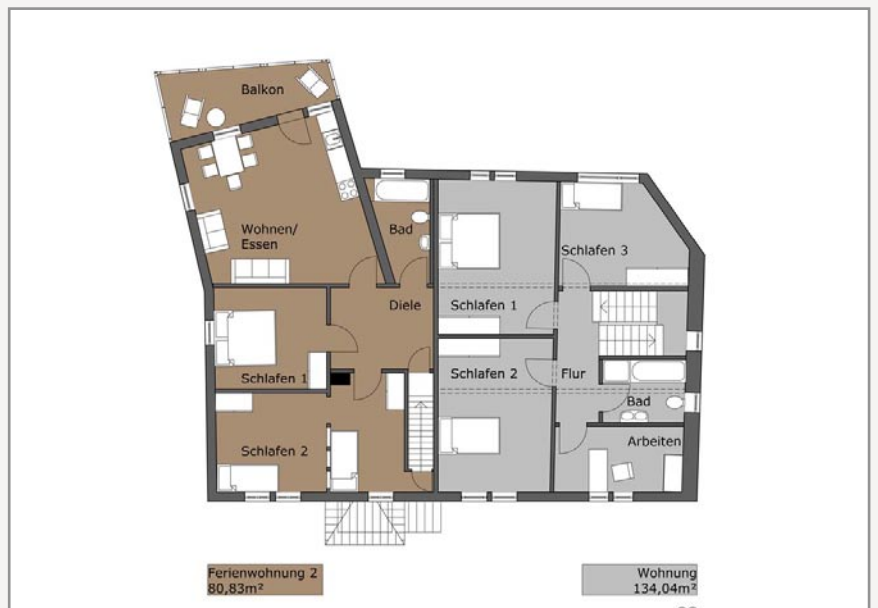 Balkon
Wohnen/
Essen
Bad
Diele
Schlafen 1
Schlafen 2
Schlafen 1
Schlafen 3
Schlafen 2
Flur
Bad
Arbeiten
Ferienwohnung 2
80,83m²
Wohnung
134,04m²